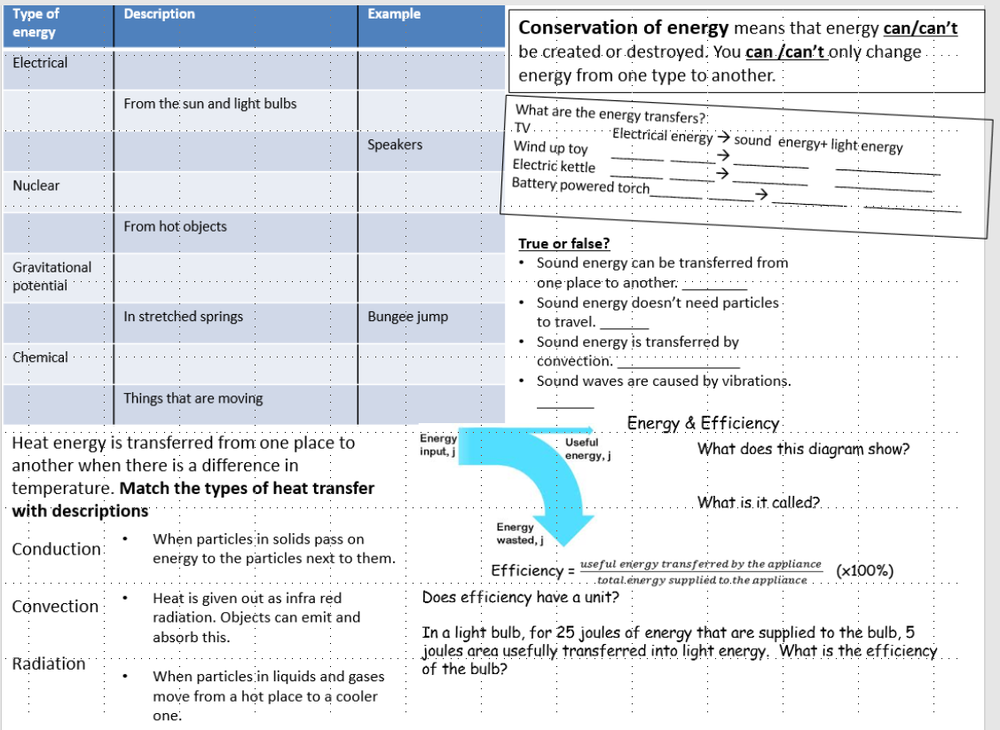 Type of energy	Description	Example
Electrical
From the sun and light bulbs
Speakers
Nuclear
From hot objects
Gravitational
potential
In stretched springs	Bungee jump
Chemical
Things that are moving
Conservation of energy means that energy can/can't
be created or destroyed. You can /can't only change
energy from one type to another.
What are the energy transfers?
TV	Electrical energy → sound energy+ light energy
Wind up toy	______ ______ → ______ ______
Electric kettle	______ ______ → ______ ______
Battery powered torch______ ______ → ______ ______
True or false?
• Sound energy can be transferred from
one place to another. ________
• Sound energy doesn't need particles
to travel. ______
• Sound energy is transferred by
convection. _______________
• Sound waves are caused by vibrations.
_______
Heat energy is transferred from one place to
another when there is a difference in
temperature. Match the types of heat transfer
with descriptions
Conduction
• When particles in solids pass on
energy to the particles next to them.
Convection
• Heat is given out as infra red
radiation. Objects can emit and
absorb this.
Radiation
• When particles in liquids and gases
move from a hot place to a cooler
one.
Energy & Efficiency
Energy
input, j
Useful
energy, j
Energy
wasted, j
What does this diagram show?
What is it called?
Efficiency = useful energy transferred by the appliance / total energy supplied to the appliance (x100%)
Does efficiency have a unit?
In a light bulb, for 25 joules of energy that are supplied to the bulb, 5
joules area usefully transferred into light energy. What is the efficiency
of the bulb?